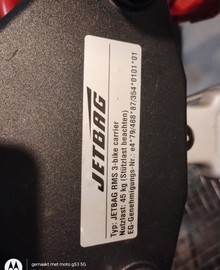 JETBAG
Typ: JETBAG RMS 3-bike carrier
Nutzlast: 45 kg (Stützlast beachten)
EG-Genehmigungs-Nr.: e4*79/488*87/354*0101*01
gemaakt met moto g53 5G